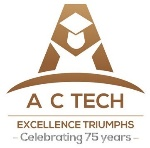 A C TECH
EXCELLENCE TRIUMPHS
– Celebrating 75 years –